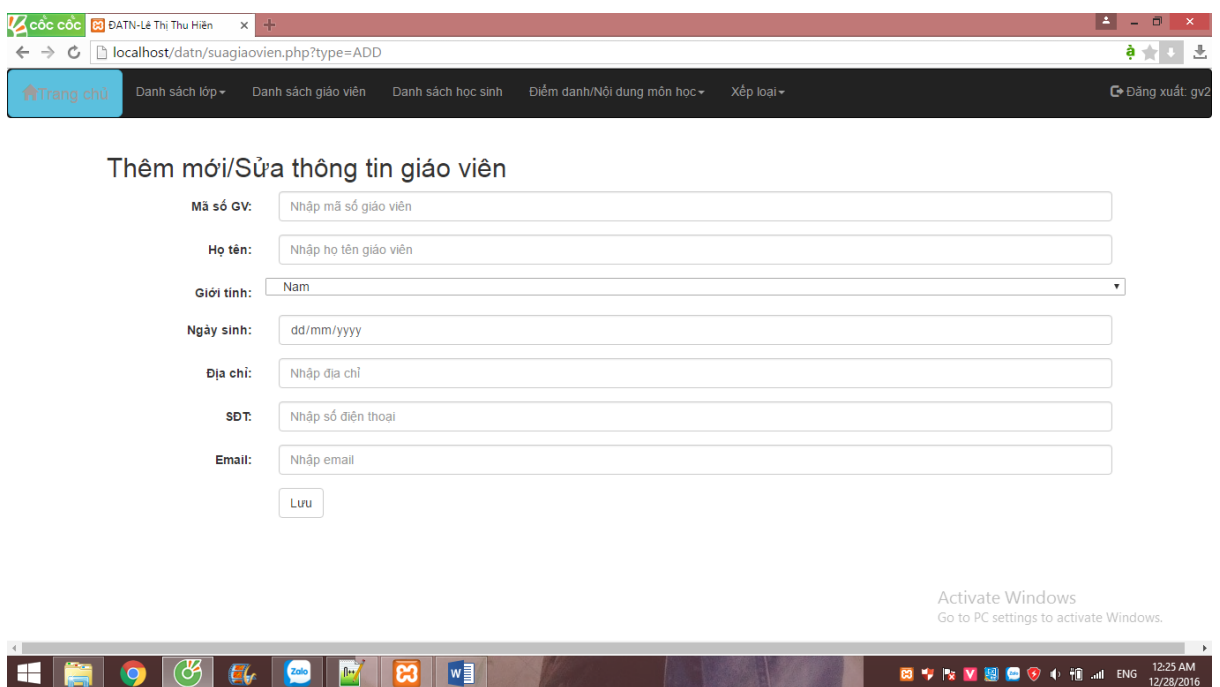 cốc cốc ĐATN-Lê Thị Thu Hiền
localhost/datn/suagiaovien.php?type=ADD
Trang chủ Danh sách lớp Danh sách giáo viên Danh sách học sinh Điểm danh/Nội dung môn học Xếp loại Đăng xuất: gv2
Thêm mới/Sửa thông tin giáo viên
Mã số GV: Nhập mã số giáo viên
Họ tên: Nhập họ tên giáo viên
Giới tính: Nam
Ngày sinh: dd/mm/yyyy
Địa chỉ: Nhập địa chỉ
SĐT: Nhập số điện thoại
Email: Nhập email
Lưu
Activate Windows
Go to PC settings to activate Windows.
Zalo
ENG 12:25 AM
12/28/2016